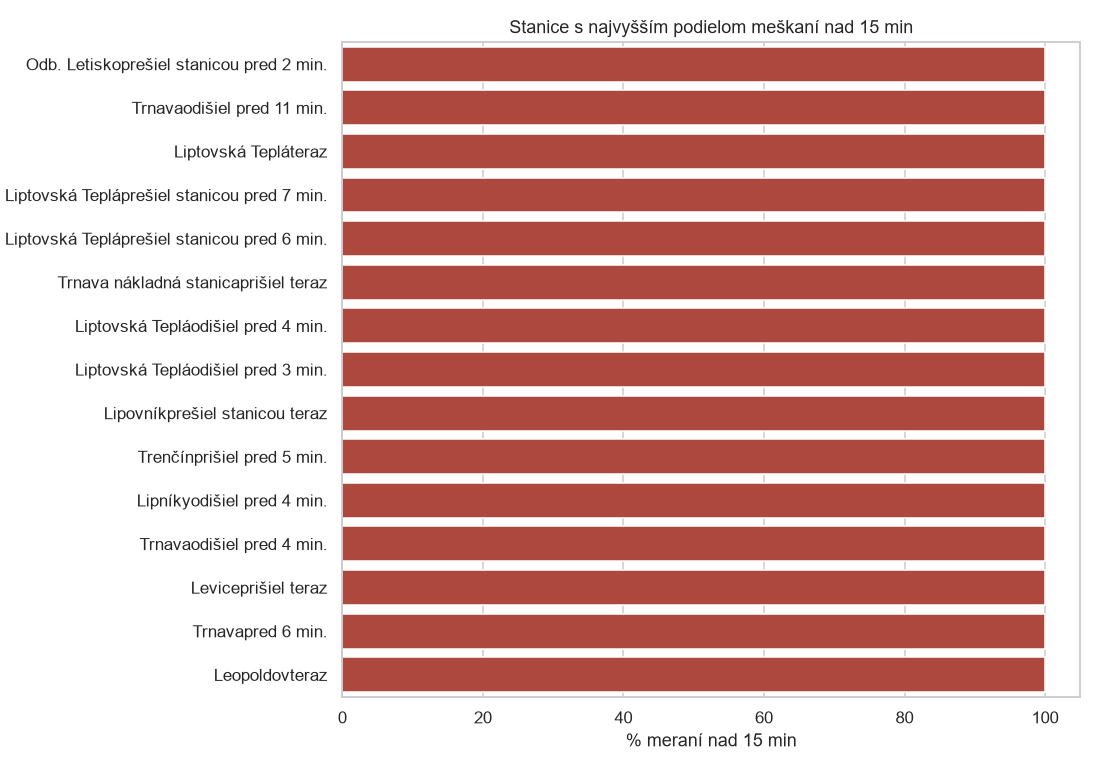 Stanice s najvyšším podielom meškaní nad 15 min
Odb. Letiskoprešiel stanicou pred 2 min.
Trnavaodišiel pred 11 min.
Liptovská Tepláteraz
Liptovská Tepláprešiel stanicou pred 7 min.
Liptovská Tepláprešiel stanicou pred 6 min.
Trnava nákladná stanicaprišiel teraz
Liptovská Tepláodišiel pred 4 min.
Liptovská Tepláodišiel pred 3 min.
Lipovníkprešiel stanicou teraz
Trenčínprišiel pred 5 min.
Lipníkyodišiel pred 4 min.
Trnavaodišiel pred 4 min.
Leviceprišiel teraz
Trnavapred 6 min.
Leopoldovteraz
0 20 40 60 80 100
% meraní nad 15 min